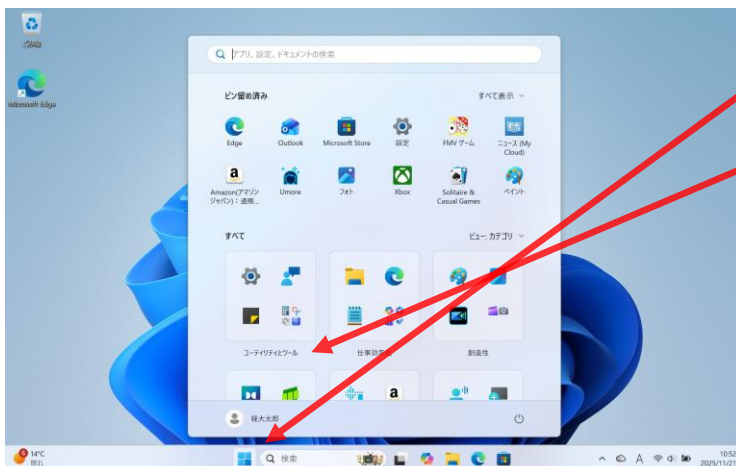 ごみ箱
Microsoft Edge
アプリ、設定、ドキュメントの検索
ピン留め済み
すべて表示
Edge
Outlook
Microsoft Store
設定
FMV ゲーム
ニュース (My
Cloud)
Amazon(アマゾン
ジャパン)：通販...
Umore
フォト
Xbox
Solitaire &
Casual Games
ペイント
すべて
ビュー: カテゴリ
ユーティリティとツール
仕事効
創造性
経大太郎
14°C
晴れ
検索
A
10:52
2025/11/21